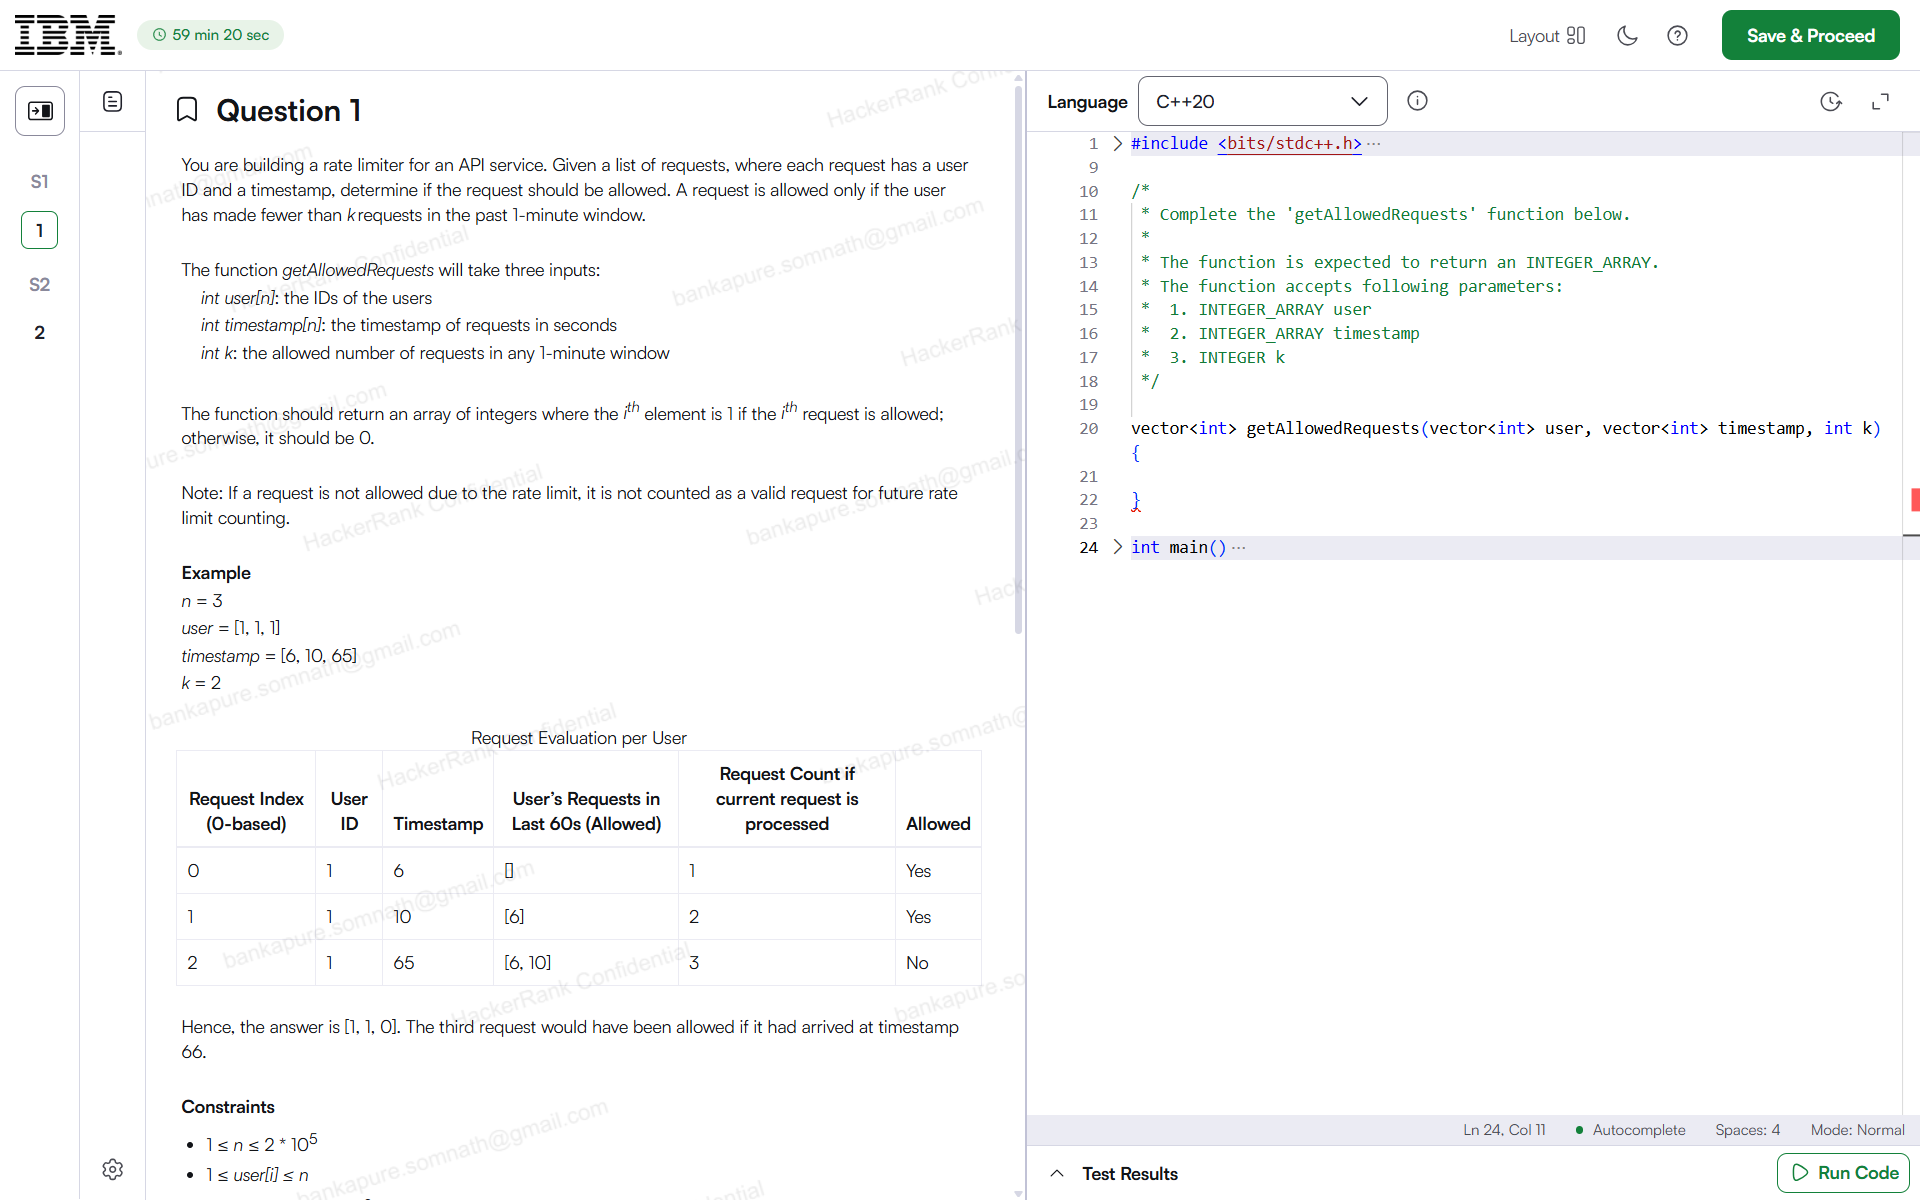 IBM
59 min 20 sec
Layout
Save & Proceed
S1
1
S2
2
Question 1
You are building a rate limiter for an API service. Given a list of requests, where each request has a user
ID and a timestamp, determine if the request should be allowed. A request is allowed only if the user
has made fewer than k requests in the past 1-minute window.
The function getAllowedRequests will take three inputs:
int user[n]: the IDs of the users
int timestamp[n]: the timestamp of requests in seconds
int k: the allowed number of requests in any 1-minute window
The function should return an array of integers where the ith element is 1 if the ith request is allowed;
otherwise, it should be 0.
Note: If a request is not allowed due to the rate limit, it is not counted as a valid request for future rate
limit counting.
Example
n = 3
user = [1, 1, 1]
timestamp = [6, 10, 65]
k = 2
Request Evaluation per User
Request Index (0-based) User ID Timestamp User’s Requests in Last 60s (Allowed) Request Count if current request is processed Allowed
0 1 6 [] 1 Yes
1 1 10 [6] 2 Yes
2 1 65 [6, 10] 3 No
Hence, the answer is [1, 1, 0]. The third request would have been allowed if it had arrived at timestamp
66.
Constraints
• 1 ≤ n ≤ 2 * 10^5
• 1 ≤ user[i] ≤ n
HackerRank Confidential
bankapure.somnath@gmail.com
Language
C++20
1 #include <bits/stdc++.h> ···
9
10 /*
11 * Complete the 'getAllowedRequests' function below.
12 *
13 * The function is expected to return an INTEGER_ARRAY.
14 * The function accepts following parameters:
15 * 1. INTEGER_ARRAY user
16 * 2. INTEGER_ARRAY timestamp
17 * 3. INTEGER k
18 */
19
20 vector<int> getAllowedRequests(vector<int> user, vector<int> timestamp, int k)
{
21
22 }
23
24 int main() ···
Ln 24, Col 11
Autocomplete
Spaces: 4
Mode: Normal
Test Results
Run Code